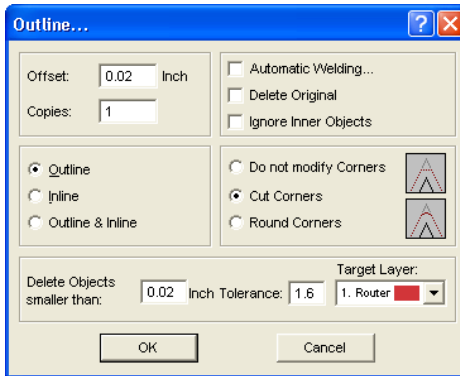 Outline...
Offset: 0.02 Inch
Copies: 1
Automatic Welding...
Delete Original
Ignore Inner Objects
Outline
Inline
Outline & Inline
Do not modify Corners
Cut Corners
Round Corners
Delete Objects smaller than: 0.02 Inch
Tolerance: 1.6
Target Layer:
1. Router
OK
Cancel